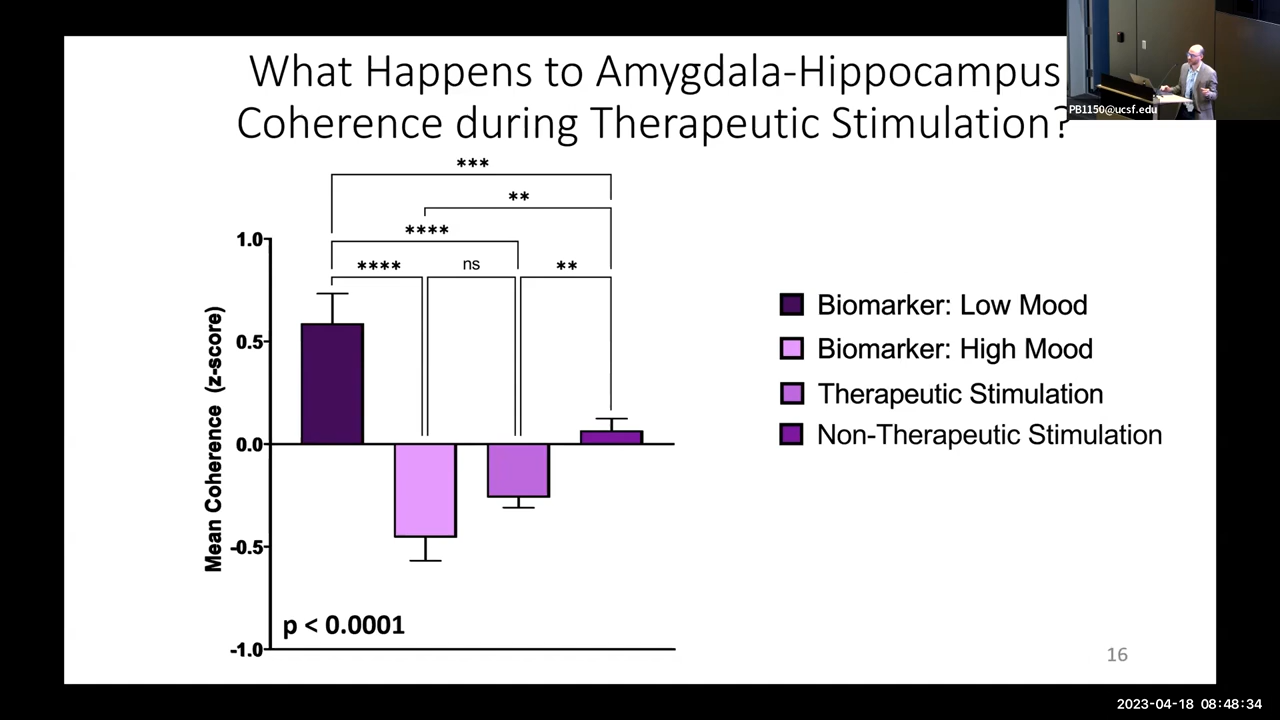 What Happens to Amygdala-Hippocampus
Coherence during Therapeutic Stimulation?
PB1150@ucsf.edu
***
**
****
**** ns **
1.0
0.5
0.0
-0.5
-1.0
Mean Coherence (z-score)
p < 0.0001
Biomarker: Low Mood
Biomarker: High Mood
Therapeutic Stimulation
Non-Therapeutic Stimulation
16
2023-04-18 08:48:34